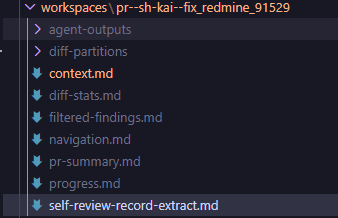 workspaces\pr--sh-kai--fix_redmine_91529
agent-outputs
diff-partitions
context.md
diff-stats.md
filtered-findings.md
navigation.md
pr-summary.md
progress.md
self-review-record-extract.md